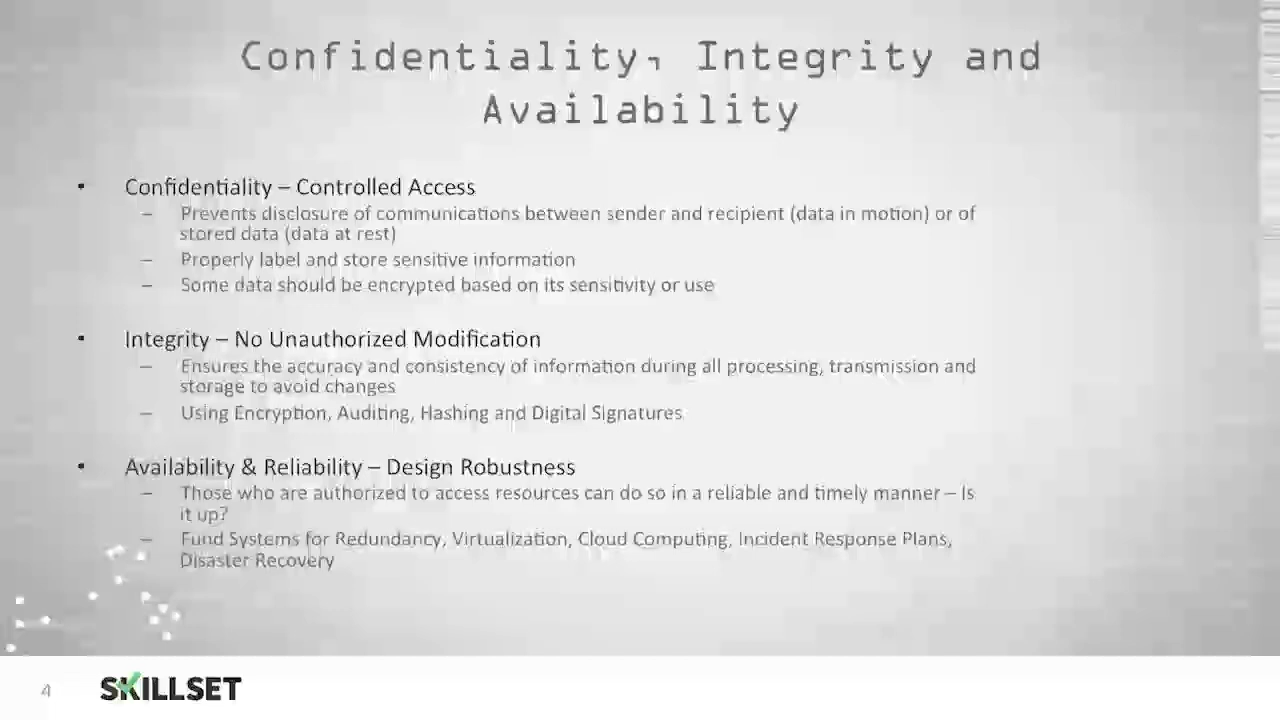 Confidentiality, Integrity and
Availability
• Confidentiality – Controlled Access
– Prevents disclosure of communications between sender and recipient (data in motion) or of
stored data (data at rest)
– Properly label and store sensitive information
– Some data should be encrypted based on its sensitivity or use
• Integrity – No Unauthorized Modification
– Ensures the accuracy and consistency of information during all processing, transmission and
storage to avoid changes
– Using Encryption, Auditing, Hashing and Digital Signatures
• Availability & Reliability – Design Robustness
– Those who are authorized to access resources can do so in a reliable and timely manner – Is
it up?
– Fund Systems for Redundancy, Virtualization, Cloud Computing, Incident Response Plans,
Disaster Recovery
4 SKILLSET